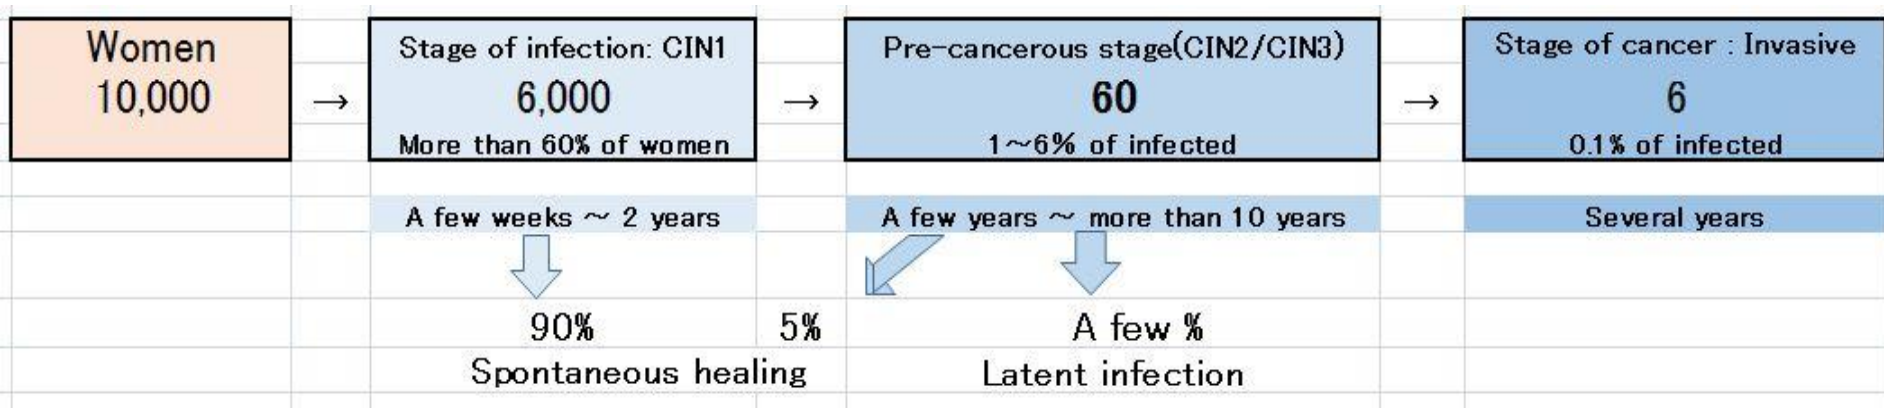 Women
10,000
→
Stage of infection: CIN1
6,000
More than 60% of women
→
Pre-cancerous stage(CIN2/CIN3)
60
1～6% of infected
→
Stage of cancer : Invasive
6
0.1% of infected
A few weeks ～ 2 years
A few years ～ more than 10 years
Several years
90%
5%
A few %
Spontaneous healing
Latent infection